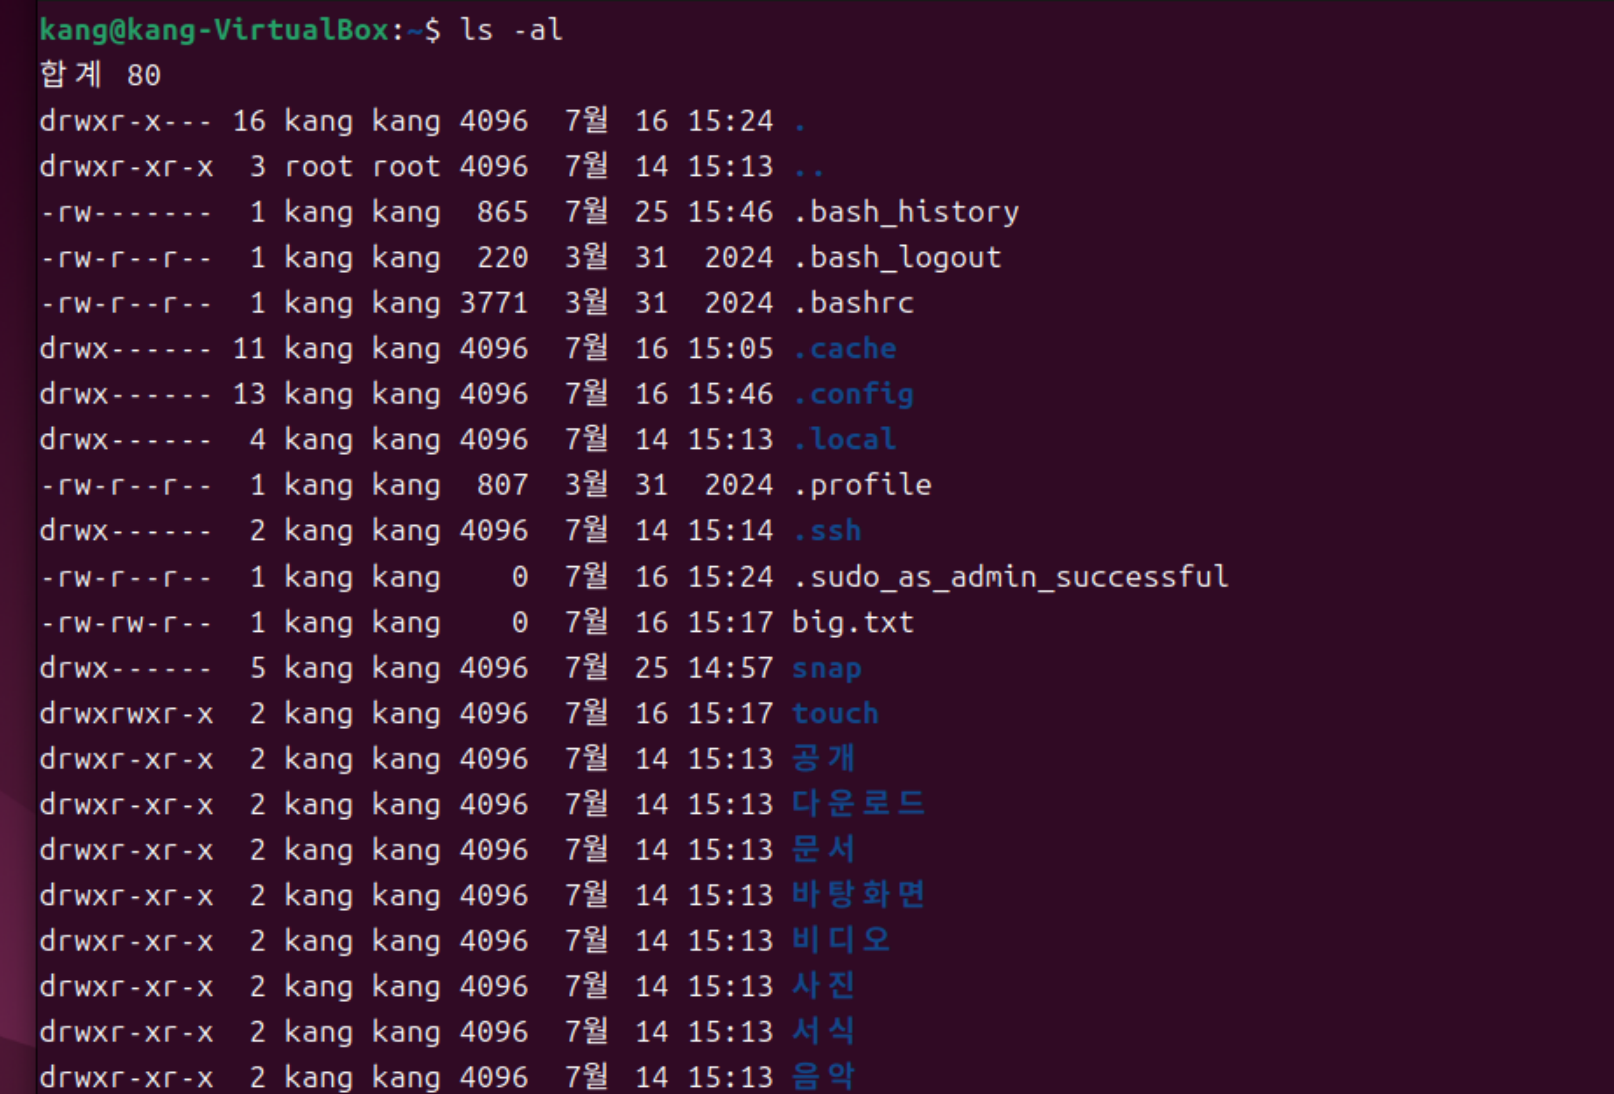 kang@kang-VirtualBox:~$ ls -al
합계 80
drwxr-x--- 16 kang kang 4096  7월 16 15:24 .
drwxr-xr-x  3 root root 4096  7월 14 15:13 ..
-rw-------  1 kang kang  865  7월 25 15:46 .bash_history
-rw-r--r--  1 kang kang  220  3월 31  2024 .bash_logout
-rw-r--r--  1 kang kang 3771  3월 31  2024 .bashrc
drwx------ 11 kang kang 4096  7월 16 15:05 .cache
drwx------ 13 kang kang 4096  7월 16 15:46 .config
drwx------  4 kang kang 4096  7월 14 15:13 .local
-rw-r--r--  1 kang kang  807  3월 31  2024 .profile
drwx------  2 kang kang 4096  7월 14 15:14 .ssh
-rw-r--r--  1 kang kang    0  7월 16 15:24 .sudo_as_admin_successful
-rw-rw-r--  1 kang kang    0  7월 16 15:17 big.txt
drwx------  5 kang kang 4096  7월 25 14:57 snap
drwxrwxr-x  2 kang kang 4096  7월 16 15:17 touch
drwxr-xr-x  2 kang kang 4096  7월 14 15:13 공개
drwxr-xr-x  2 kang kang 4096  7월 14 15:13 다운로드
drwxr-xr-x  2 kang kang 4096  7월 14 15:13 문서
drwxr-xr-x  2 kang kang 4096  7월 14 15:13 바탕화면
drwxr-xr-x  2 kang kang 4096  7월 14 15:13 비디오
drwxr-xr-x  2 kang kang 4096  7월 14 15:13 사진
drwxr-xr-x  2 kang kang 4096  7월 14 15:13 서식
drwxr-xr-x  2 kang kang 4096  7월 14 15:13 음악